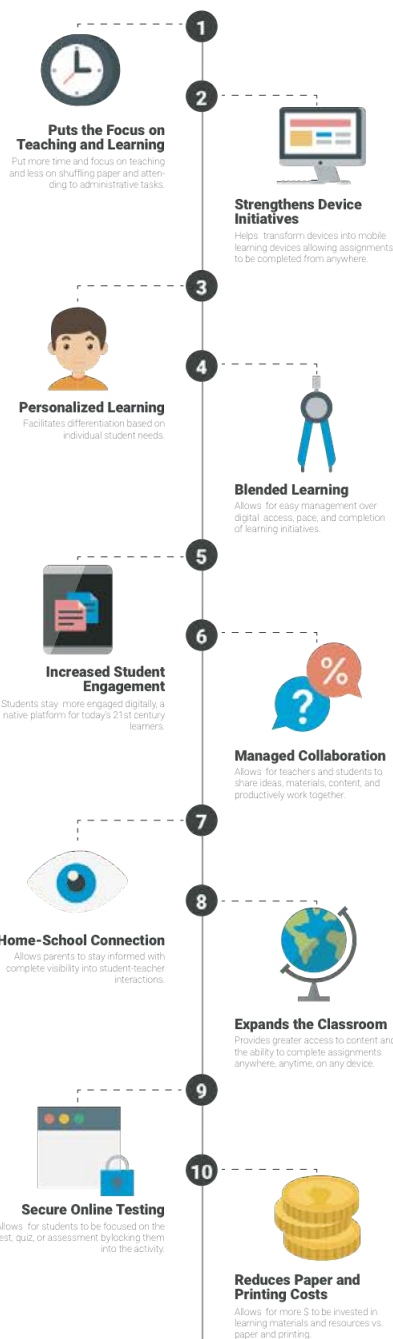 1
Puts the Focus on
Teaching and Learning
Put more time and focus on teaching
and less on shuffling paper and atten-
ding to administrative tasks.
2
Strengthens Device
Initiatives
Helps transform devices into mobile
learning devices allowing assignments
to be completed from anywhere.
3
Personalized Learning
Facilitates differentiation based on
individual student needs.
4
Blended Learning
Allows for easy management over
digital access, pace, and completion
of learning initiatives.
5
Increased Student
Engagement
Students stay more engaged digitally, a
native platform for today's 21st century
learners.
6
%
?
Managed Collaboration
Allows for teachers and students to
share ideas, materials, content, and
productively work together.
7
Home-School Connection
Allows parents to stay informed with
complete visibility into student-teacher
interactions.
8
Expands the Classroom
Provides greater access to content and
the ability to complete assignments
anywhere, anytime, on any device.
9
Secure Online Testing
Allows for students to be focused on the
test, quiz, or assessment by locking them
into the activity.
10
Reduces Paper and
Printing Costs
Allows for more $ to be invested in
learning materials and resources vs.
paper and printing.